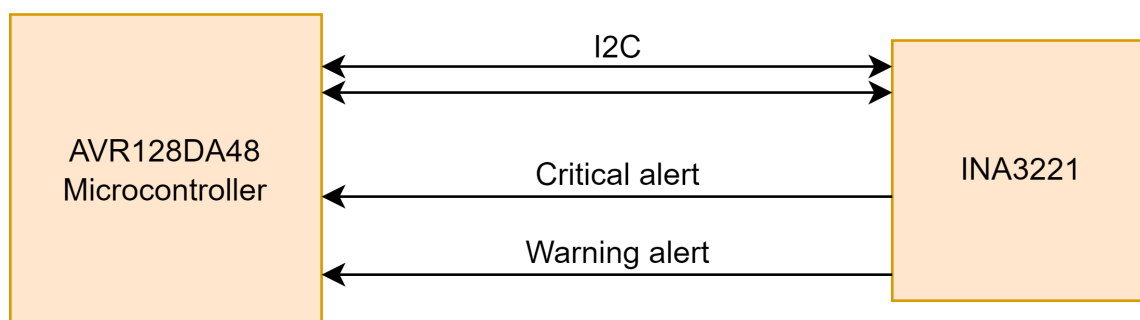 I2C
AVR128DA48
Microcontroller
INA3221
Critical alert
Warning alert